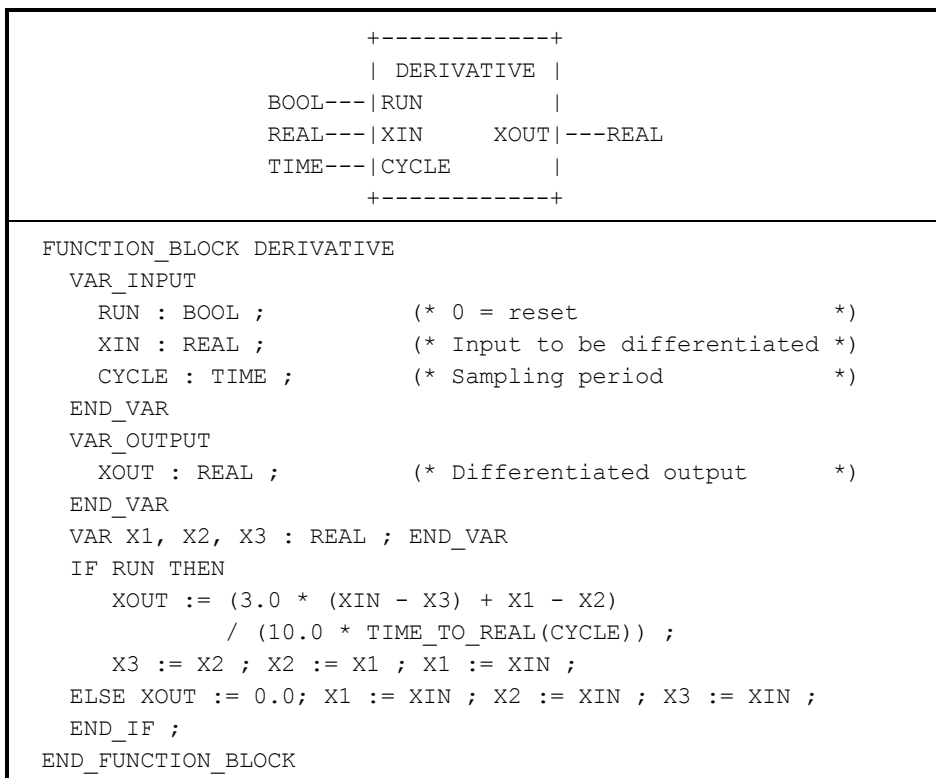 +------------+
| DERIVATIVE |
BOOL---|RUN         |
REAL---|XIN     XOUT|---REAL
TIME---|CYCLE       |
+------------+
FUNCTION_BLOCK DERIVATIVE
VAR_INPUT
RUN : BOOL ;            (* 0 = reset                  *)
XIN : REAL ;            (* Input to be differentiated *)
CYCLE : TIME ;          (* Sampling period            *)
END_VAR
VAR_OUTPUT
XOUT : REAL ;           (* Differentiated output      *)
END_VAR
VAR X1, X2, X3 : REAL ; END_VAR
IF RUN THEN
XOUT := (3.0 * (XIN - X3) + X1 - X2)
/ (10.0 * TIME_TO_REAL(CYCLE)) ;
X3 := X2 ; X2 := X1 ; X1 := XIN ;
ELSE XOUT := 0.0; X1 := XIN ; X2 := XIN ; X3 := XIN ;
END_IF ;
END_FUNCTION_BLOCK